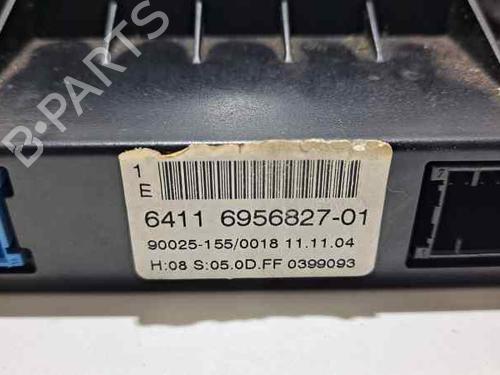 B-PARTS
1
E
6411 6956827-01
90025-155/0018 11.11.04
H:08 S:05.0D.FF 0399093